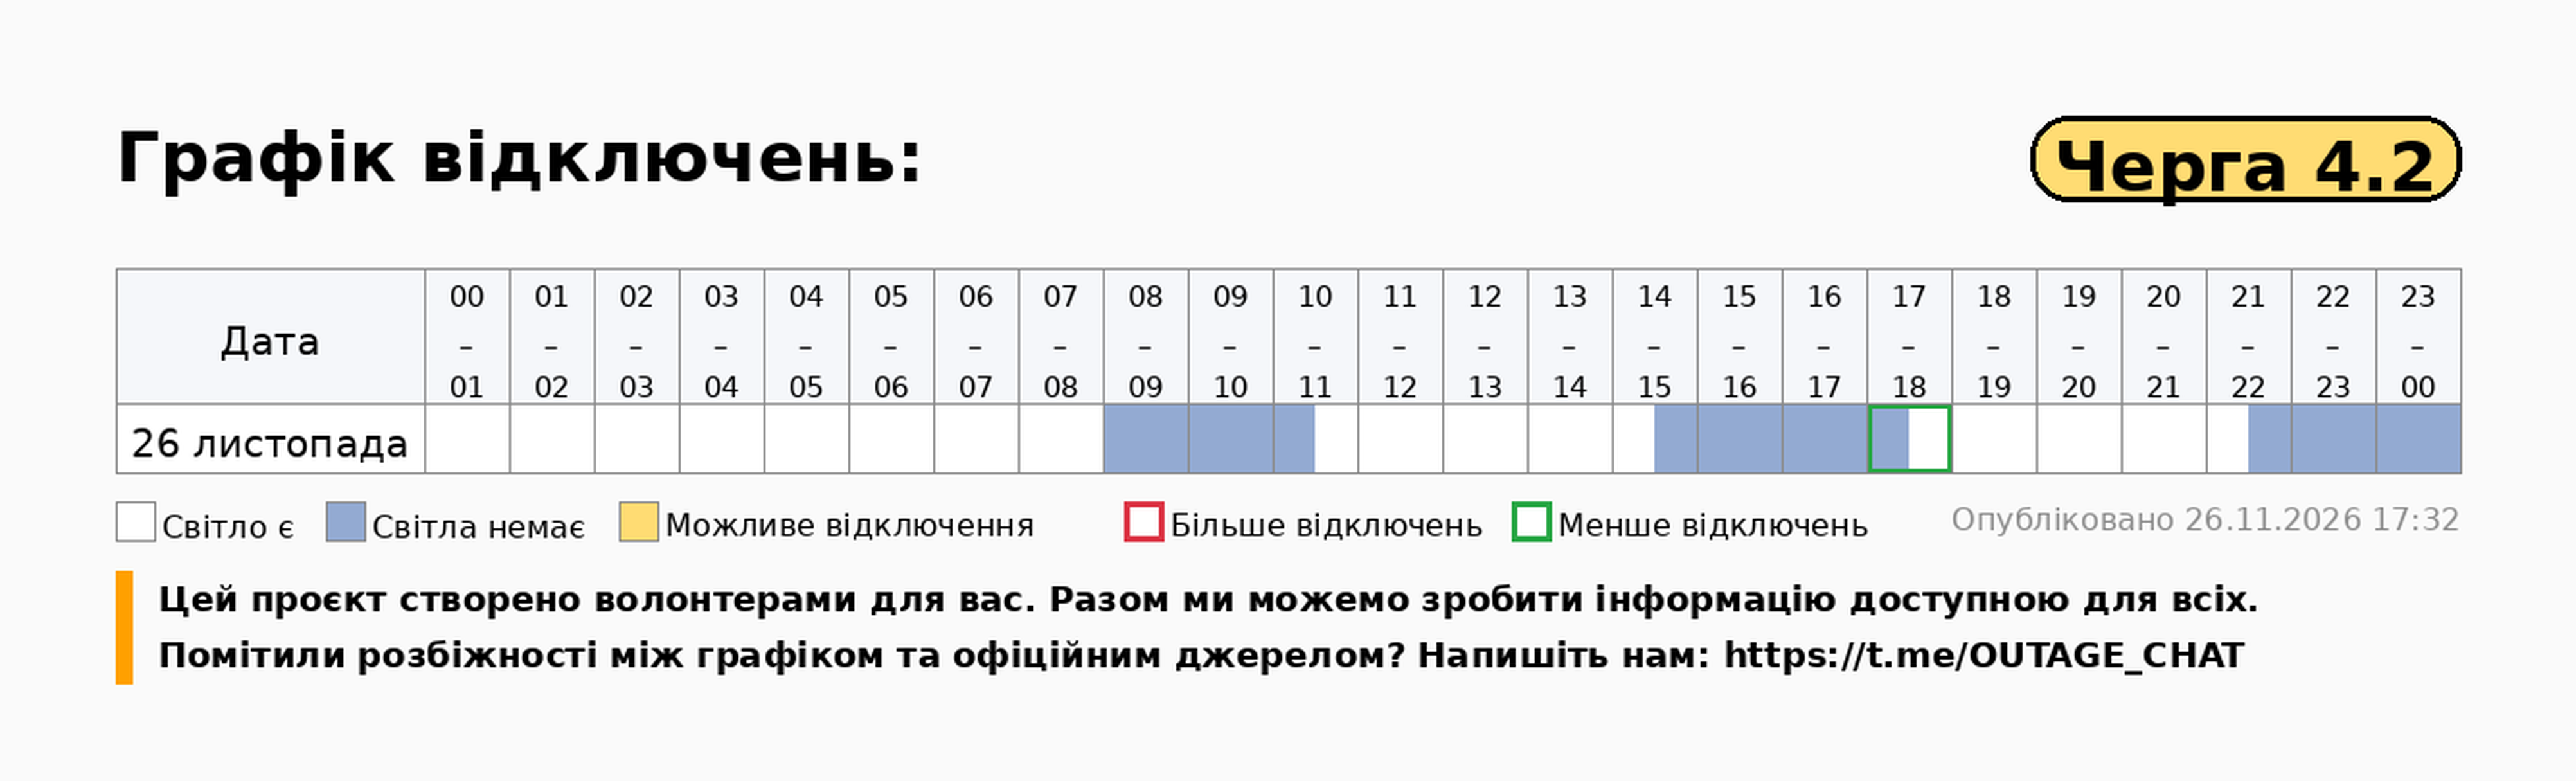 Графік відключень:
Черга 4.2
Дата
00 – 01
01 – 02
02 – 03
03 – 04
04 – 05
05 – 06
06 – 07
07 – 08
08 – 09
09 – 10
10 – 11
11 – 12
12 – 13
13 – 14
14 – 15
15 – 16
16 – 17
17 – 18
18 – 19
19 – 20
20 – 21
21 – 22
22 – 23
23 – 00
26 листопада
Світло є
Світла немає
Можливе відключення
Більше відключень
Менше відключень
Опубліковано 26.11.2026 17:32
Цей проєкт створено волонтерами для вас. Разом ми можемо зробити інформацію доступною для всіх.
Помітили розбіжності між графіком та офіційним джерелом? Напишіть нам: https://t.me/OUTAGE_CHAT